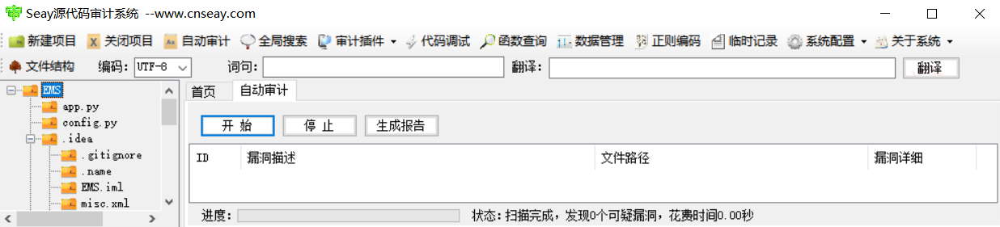 Seay源代码审计系统 --www.cnseay.com
新建项目 关闭项目 自动审计 全局搜索 审计插件 代码调试 函数查询 数据管理 正则编码 临时记录 系统配置 关于系统
文件结构 编码: UTF-8 词句: 翻译: 翻译
EMS
app.py
config.py
.idea
.gitignore
.name
EMS.iml
misc.xml
首页 自动审计
开 始 停 止 生成报告
ID 漏洞描述 文件路径 漏洞详细
进度: 状态:扫描完成，发现0个可疑漏洞，花费时间0.00秒